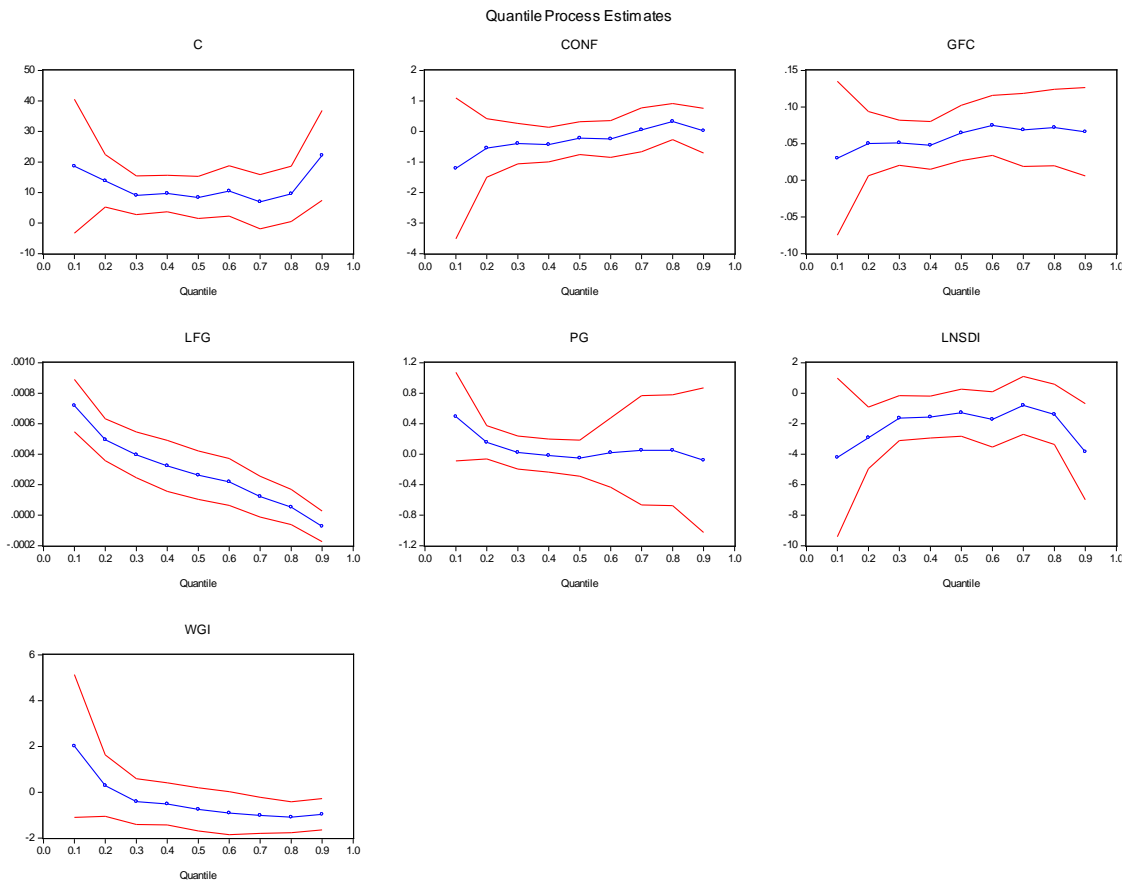 Quantile Process Estimates
C
50
40
30
20
10
0
-10
0.0 0.1 0.2 0.3 0.4 0.5 0.6 0.7 0.8 0.9 1.0
Quantile
CONF
2
1
0
-1
-2
-3
-4
0.0 0.1 0.2 0.3 0.4 0.5 0.6 0.7 0.8 0.9 1.0
Quantile
GFC
.15
.10
.05
.00
-.05
-.10
0.0 0.1 0.2 0.3 0.4 0.5 0.6 0.7 0.8 0.9 1.0
Quantile
LFG
.0010
.0008
.0006
.0004
.0002
.0000
-.0002
0.0 0.1 0.2 0.3 0.4 0.5 0.6 0.7 0.8 0.9 1.0
Quantile
PG
1.2
0.8
0.4
0.0
-0.4
-0.8
-1.2
0.0 0.1 0.2 0.3 0.4 0.5 0.6 0.7 0.8 0.9 1.0
Quantile
LNSDI
2
0
-2
-4
-6
-8
-10
0.0 0.1 0.2 0.3 0.4 0.5 0.6 0.7 0.8 0.9 1.0
Quantile
WGI
6
4
2
0
-2
0.0 0.1 0.2 0.3 0.4 0.5 0.6 0.7 0.8 0.9 1.0
Quantile